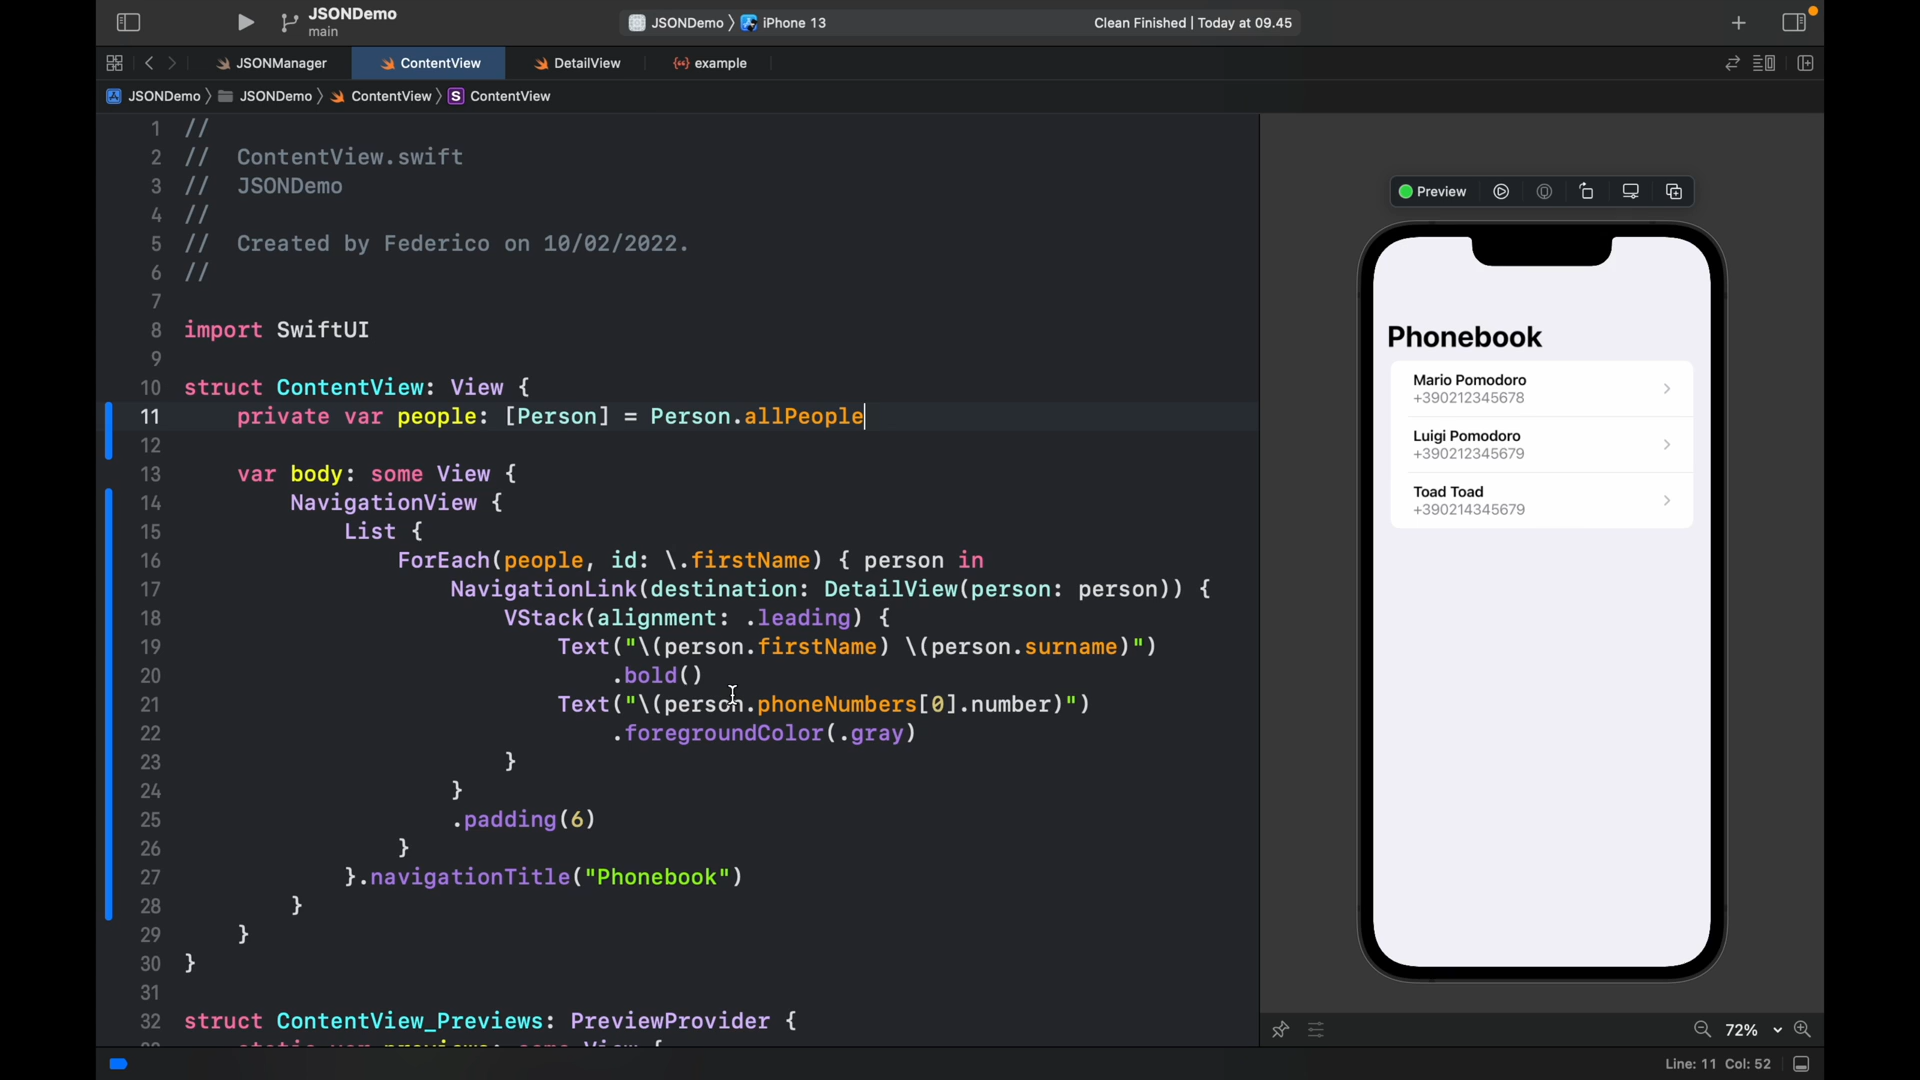 JSONDemo
main
JSONDemo 〉 iPhone 13
Clean Finished | Today at 09.45
JSONManager
ContentView
DetailView
example
JSONDemo 〉 JSONDemo 〉 ContentView 〉 S ContentView
1 //
2 //  ContentView.swift
3 //  JSONDemo
4 //
5 //  Created by Federico on 10/02/2022.
6 //
7
8 import SwiftUI
9
10 struct ContentView: View {
11     private var people: [Person] = Person.allPeople
12
13     var body: some View {
14         NavigationView {
15             List {
16                 ForEach(people, id: \.firstName) { person in
17                     NavigationLink(destination: DetailView(person: person)) {
18                         VStack(alignment: .leading) {
19                             Text("\(person.firstName) \(person.surname)")
20                                 .bold()
21                             Text("\(person.phoneNumbers[0].number)")
22                                 .foregroundColor(.gray)
23                         }
24                     }
25                     .padding(6)
26                 }
27             }.navigationTitle("Phonebook")
28         }
29     }
30 }
31
32 struct ContentView_Previews: PreviewProvider {
Preview
Phonebook
Mario Pomodoro
+390212345678
Luigi Pomodoro
+390212345679
Toad Toad
+390214345679
72%
Line: 11 Col: 52